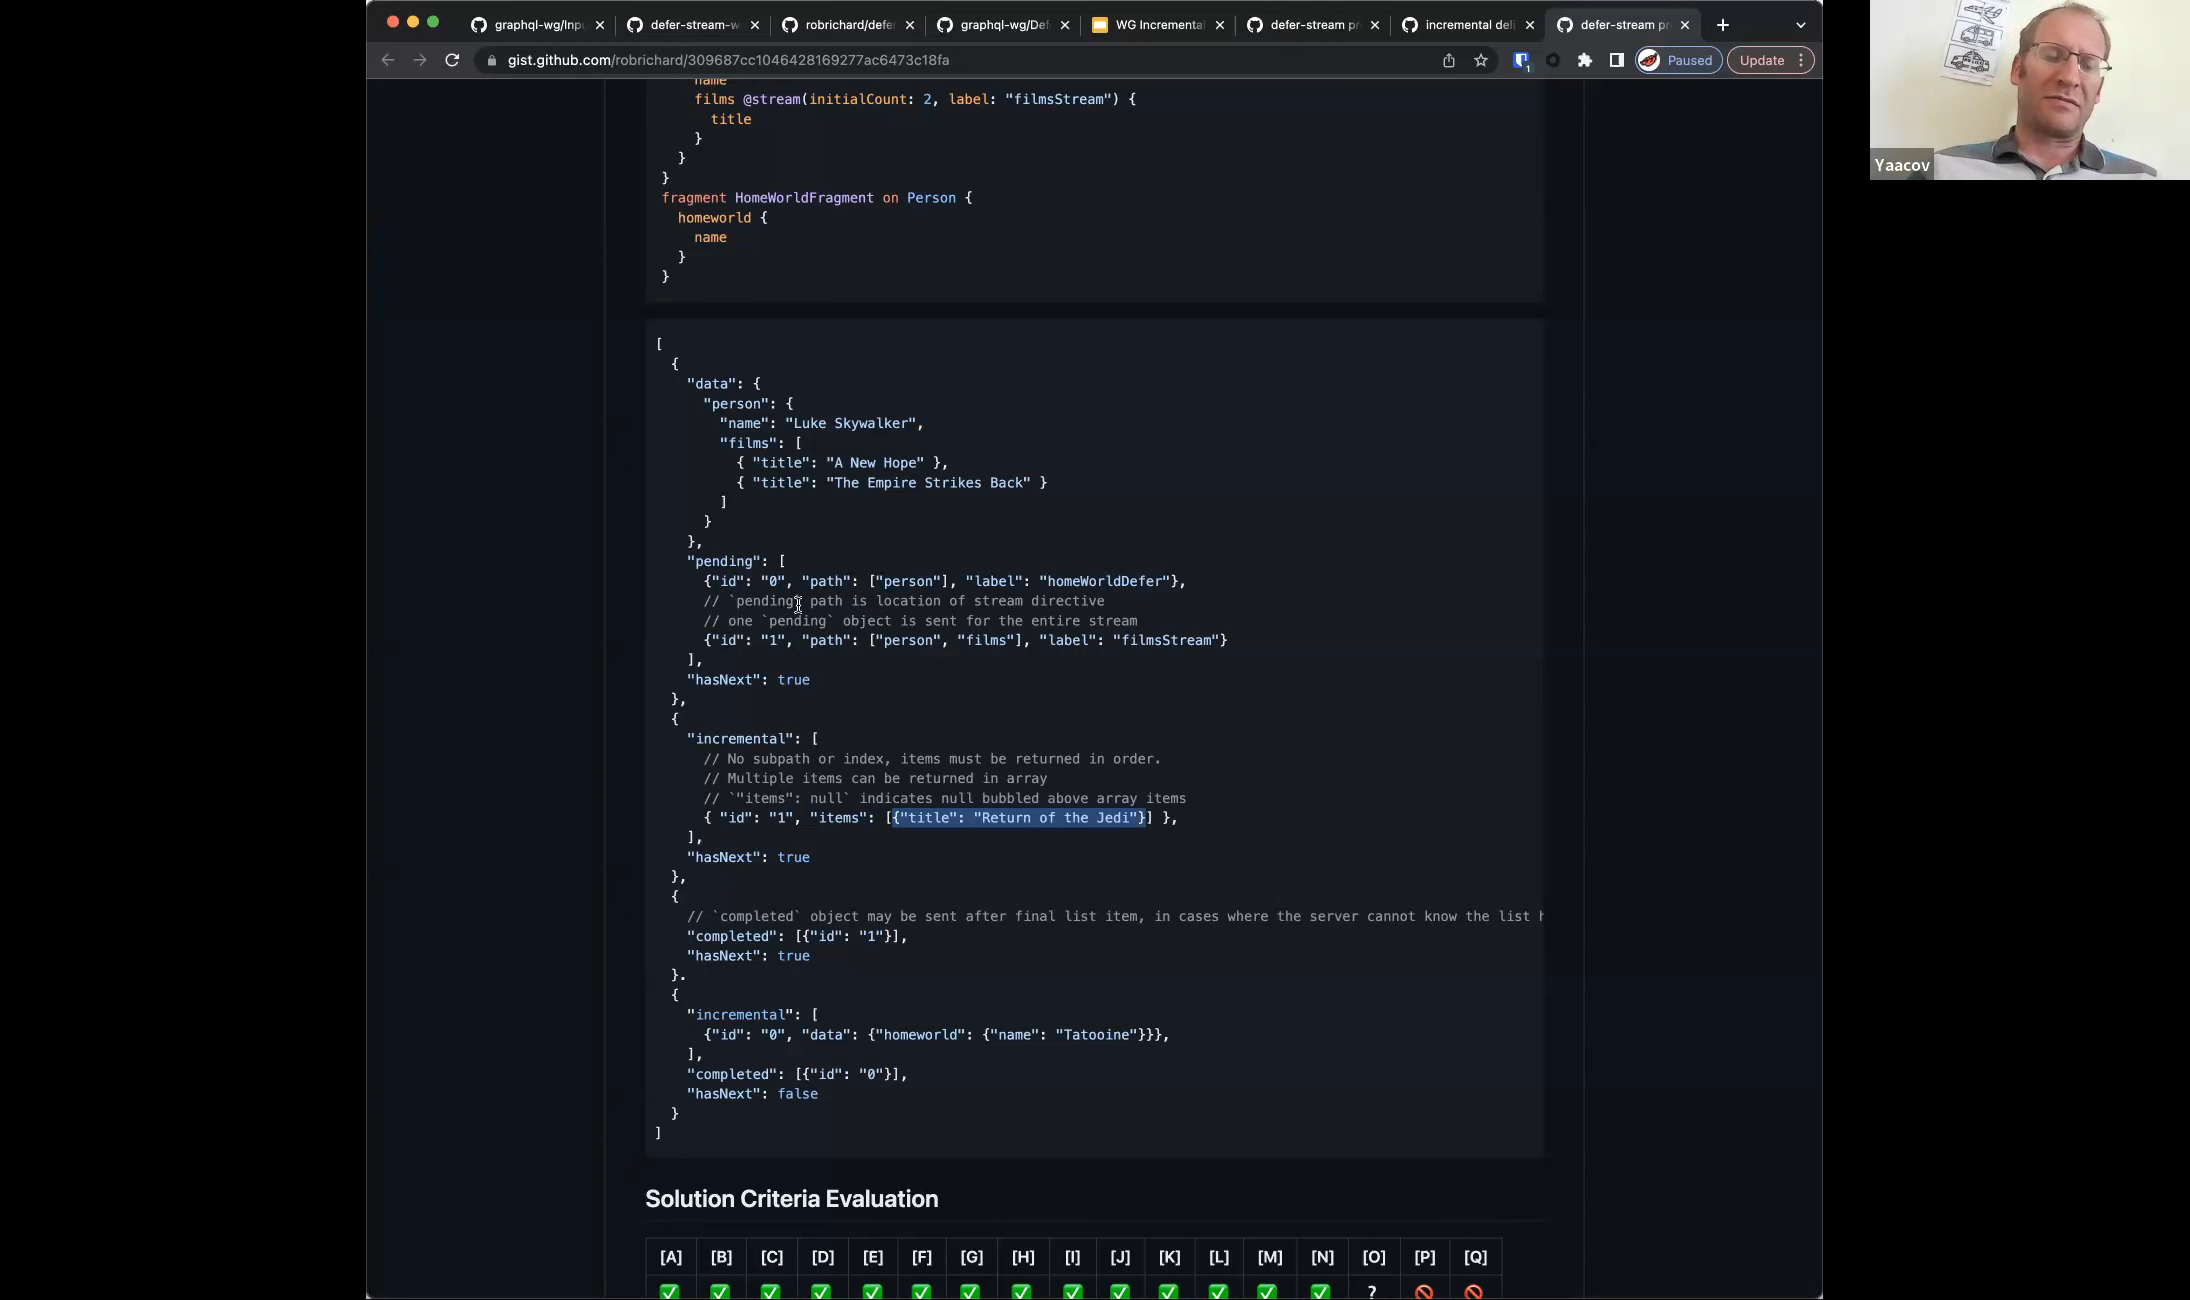 graphql-wg/Inpu
defer-stream-w
robrichard/defe
graphql-wg/Def
WG Incrementa
defer-stream pr
incremental deli
defer-stream pr
gist.github.com/robrichard/309687cc1046428169277ac6473c18fa
1
Paused
Update
Yaacov
name
films @stream(initialCount: 2, label: "filmsStream") {
title
}
}
}
fragment HomeWorldFragment on Person {
homeworld {
name
}
}
[
{
"data": {
"person": {
"name": "Luke Skywalker",
"films": [
{ "title": "A New Hope" },
{ "title": "The Empire Strikes Back" }
]
}
},
"pending": [
{"id": "0", "path": ["person"], "label": "homeWorldDefer"},
// `pending` path is location of stream directive
// one `pending` object is sent for the entire stream
{"id": "1", "path": ["person", "films"], "label": "filmsStream"}
],
"hasNext": true
},
{
"incremental": [
// No subpath or index, items must be returned in order.
// Multiple items can be returned in array
// `"items": null` indicates null bubbled above array items
{ "id": "1", "items": [{"title": "Return of the Jedi"}] },
],
"hasNext": true
},
{
// `completed` object may be sent after final list item, in cases where the server cannot know the list h
"completed": [{"id": "1"}],
"hasNext": true
}.
{
"incremental": [
{"id": "0", "data": {"homeworld": {"name": "Tatooine"}}},
],
"completed": [{"id": "0"}],
"hasNext": false
}
]
Solution Criteria Evaluation
[A] [B] [C] [D] [E] [F] [G] [H] [I] [J] [K] [L] [M] [N] [O] [P] [Q]
✅ ✅ ✅ ✅ ✅ ✅ ✅ ✅ ✅ ✅ ✅ ✅ ✅ ✅ ? 🚫 🚫